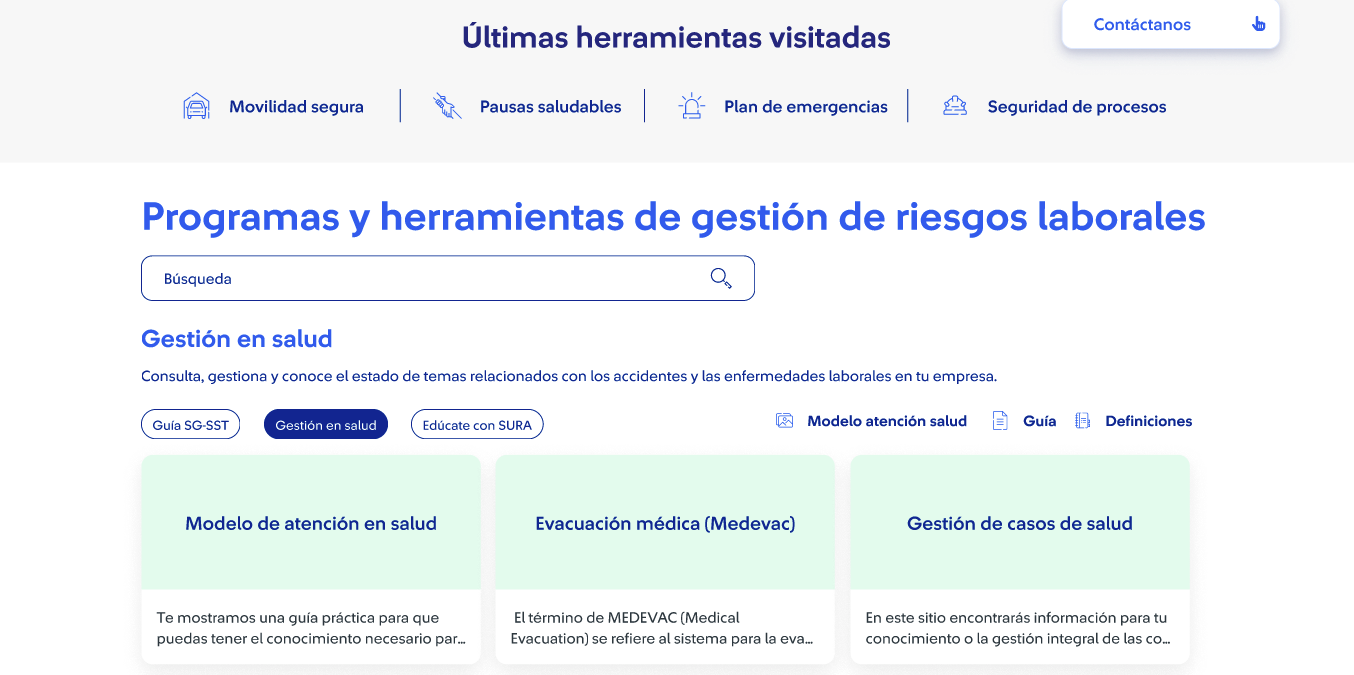 Últimas herramientas visitadas
Contáctanos
Movilidad segura
Pausas saludables
Plan de emergencias
Seguridad de procesos
Programas y herramientas de gestión de riesgos laborales
Búsqueda
Gestión en salud
Consulta, gestiona y conoce el estado de temas relacionados con los accidentes y las enfermedades laborales en tu empresa.
Guía SG-SST
Gestión en salud
Edúcate con SURA
Modelo atención salud
Guía
Definiciones
Modelo de atención en salud
Te mostramos una guía práctica para que
puedas tener el conocimiento necesario par...
Evacuación médica (Medevac)
El término de MEDEVAC (Medical
Evacuation) se refiere al sistema para la eva...
Gestión de casos de salud
En este sitio encontrarás información para tu
conocimiento o la gestión integral de las co...